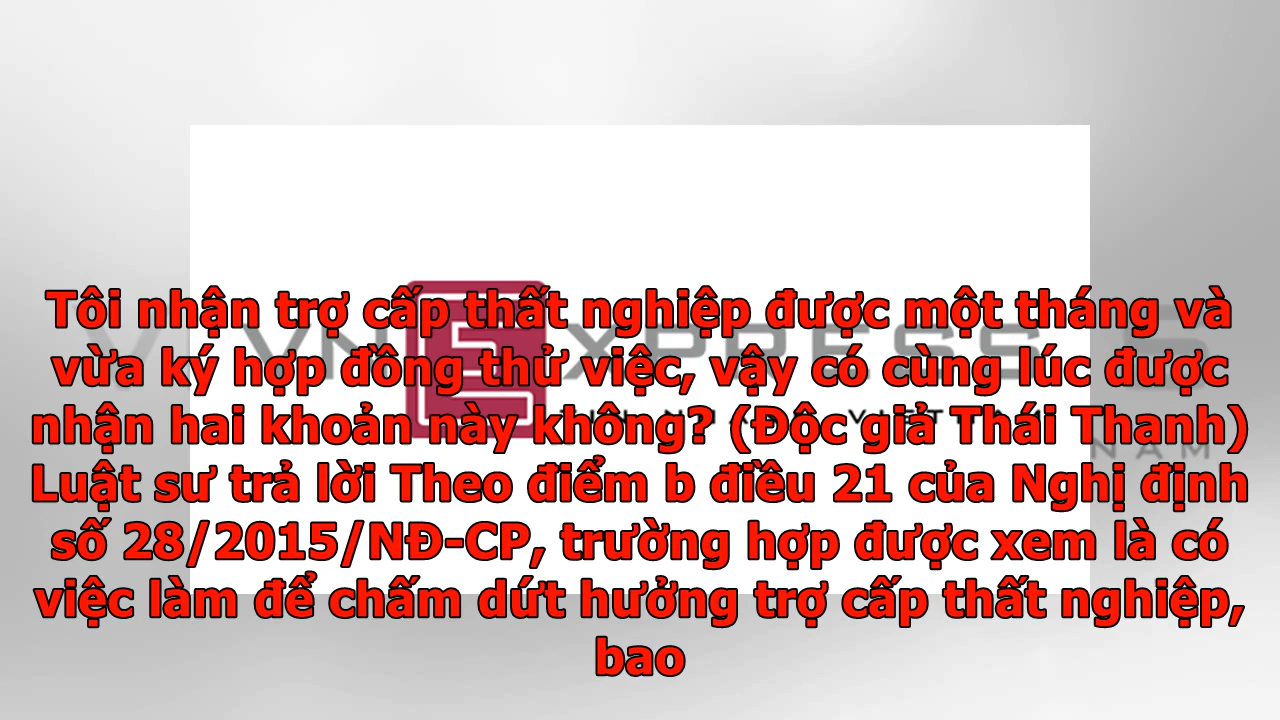 Tôi nhận trợ cấp thất nghiệp được một tháng và
vừa ký hợp đồng thử việc, vậy có cùng lúc được
nhận hai khoản này không? (Độc giả Thái Thanh)
Luật sư trả lời Theo điểm b điều 21 của Nghị định
số 28/2015/NĐ-CP, trường hợp được xem là có
việc làm để chấm dứt hưởng trợ cấp thất nghiệp,
bao
VNEXPRESS
NAM